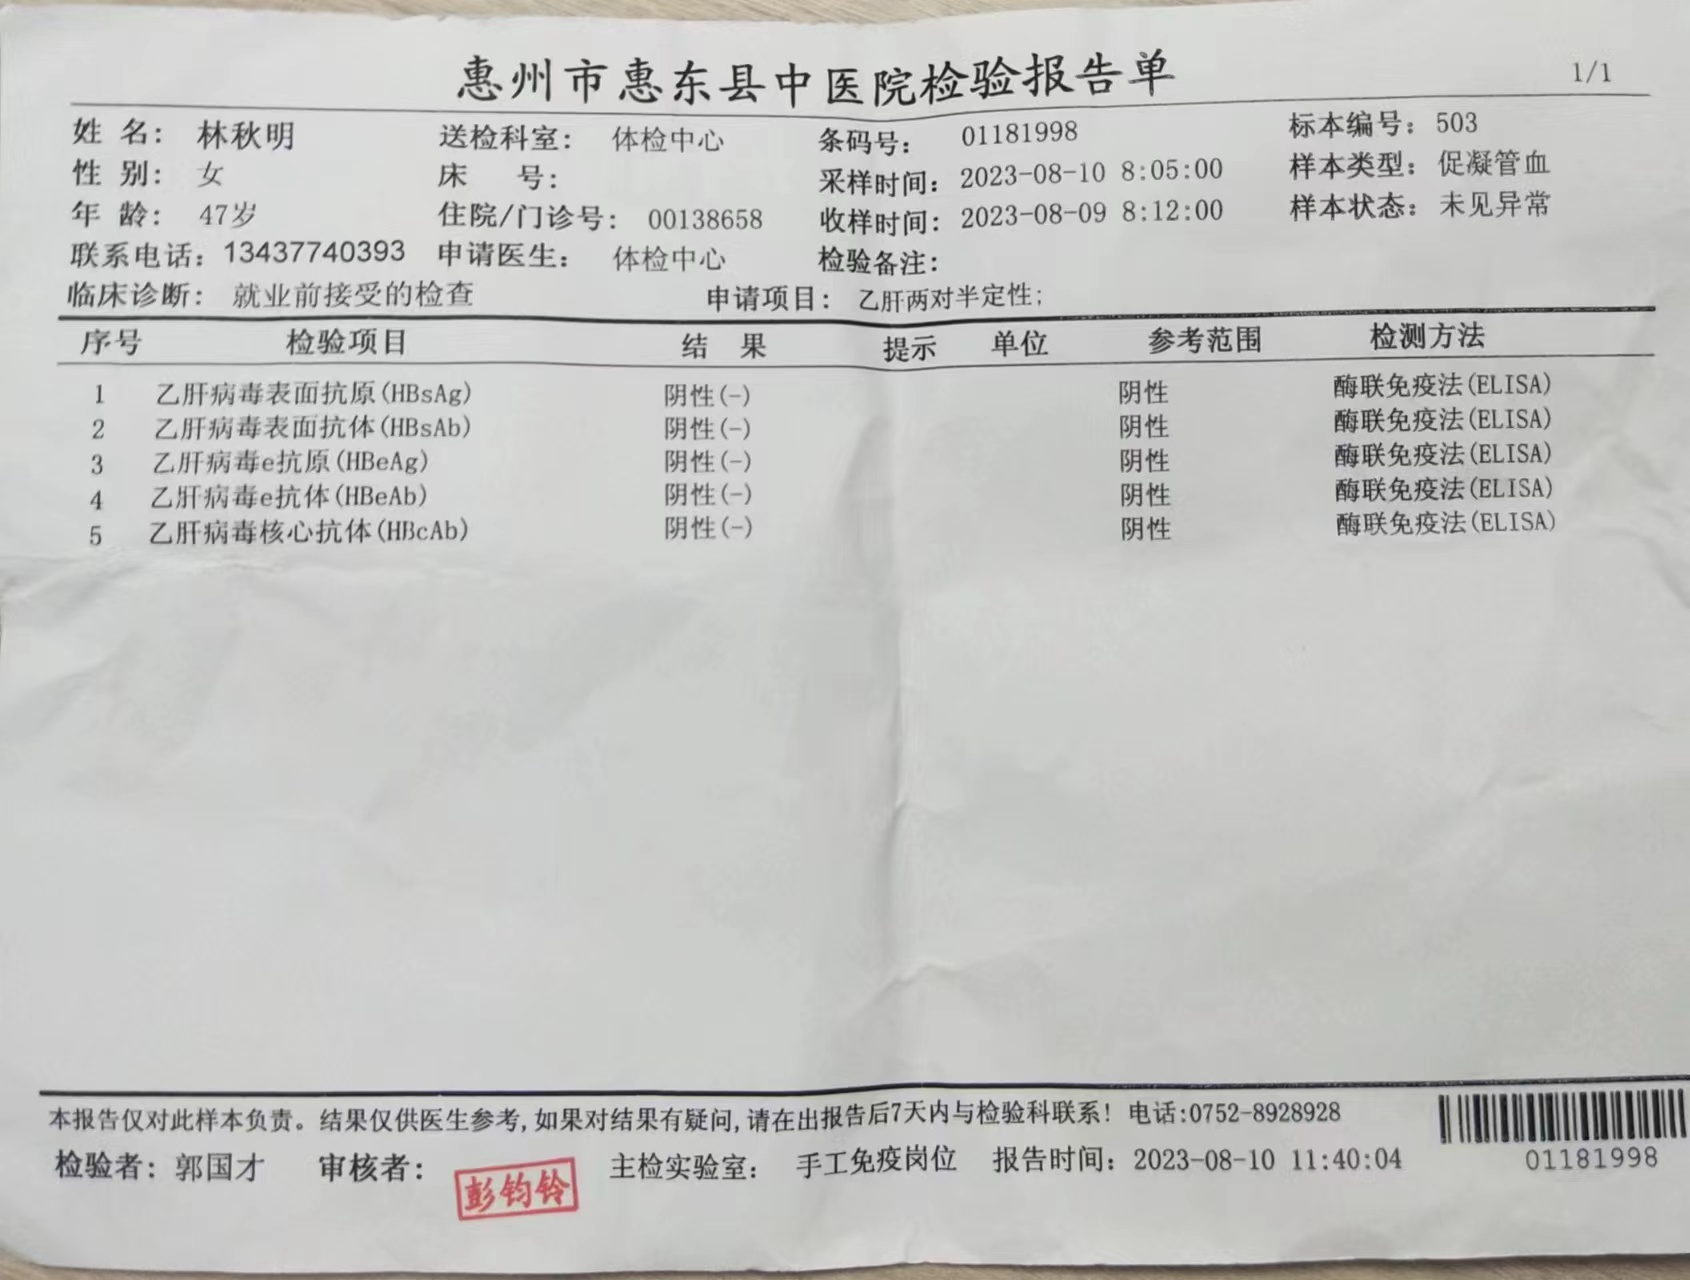 惠州市惠东县中医院检验报告单 1/1
姓 名: 林秋明 送检科室: 体检中心 条码号: 01181998 标本编号: 503
性 别: 女 床 号: 采样时间: 2023-08-10 8:05:00 样本类型: 促凝管血
年 龄: 47岁 住院/门诊号: 00138658 收样时间: 2023-08-09 8:12:00 样本状态: 未见异常
联系电话: 13437740393 申请医生: 体检中心 检验备注:
临床诊断: 就业前接受的检查 申请项目: 乙肝两对半定性;
序号 检验项目 结 果 提示 单位 参考范围 检测方法
1 乙肝病毒表面抗原(HBsAg) 阴性(-) 阴性 酶联免疫法(ELISA)
2 乙肝病毒表面抗体(HBsAb) 阴性(-) 阴性 酶联免疫法(ELISA)
3 乙肝病毒e抗原(HBeAg) 阴性(-) 阴性 酶联免疫法(ELISA)
4 乙肝病毒e抗体(HBeAb) 阴性(-) 阴性 酶联免疫法(ELISA)
5 乙肝病毒核心抗体(HBcAb) 阴性(-) 阴性 酶联免疫法(ELISA)
本报告仅对此样本负责。结果仅供医生参考,如果对结果有疑问,请在出报告后7天内与检验科联系! 电话:0752-8928928
检验者: 郭国才 审核者: 彭钧铃 主检实验室: 手工免疫岗位 报告时间: 2023-08-10 11:40:04 01181998